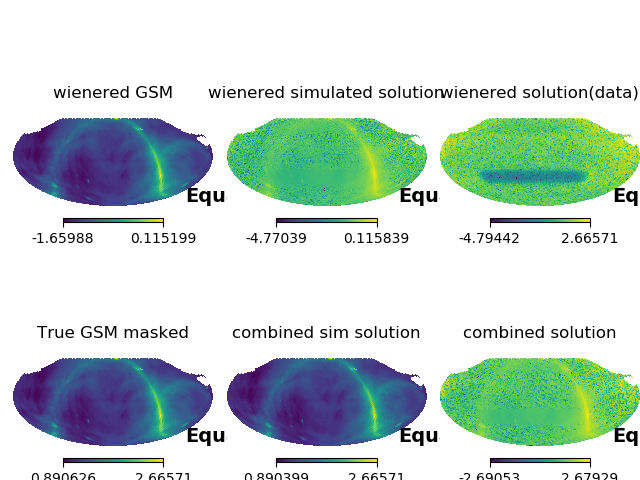 wienered GSM
wienered simulated solution
wienered solution(data)
Equ
Equ
Eq
-1.65988 0.115199
-4.77039 0.115839
-4.79442 2.66571
True GSM masked
combined sim solution
combined solution
Equ
Equ
Eq
0.890626 2.66571
0.890399 2.66571
-2.69053 2.67929